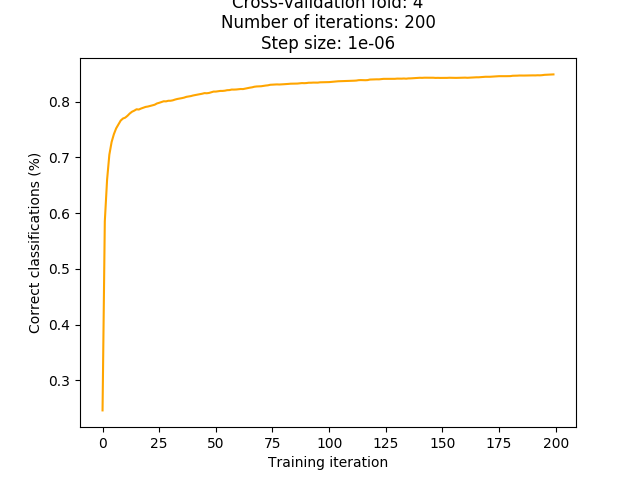 Cross-validation fold: 4
Number of iterations: 200
Step size: 1e-06
0.8
0.7
0.6
0.5
0.4
0.3
Correct classifications (%)
0 25 50 75 100 125 150 175 200
Training iteration